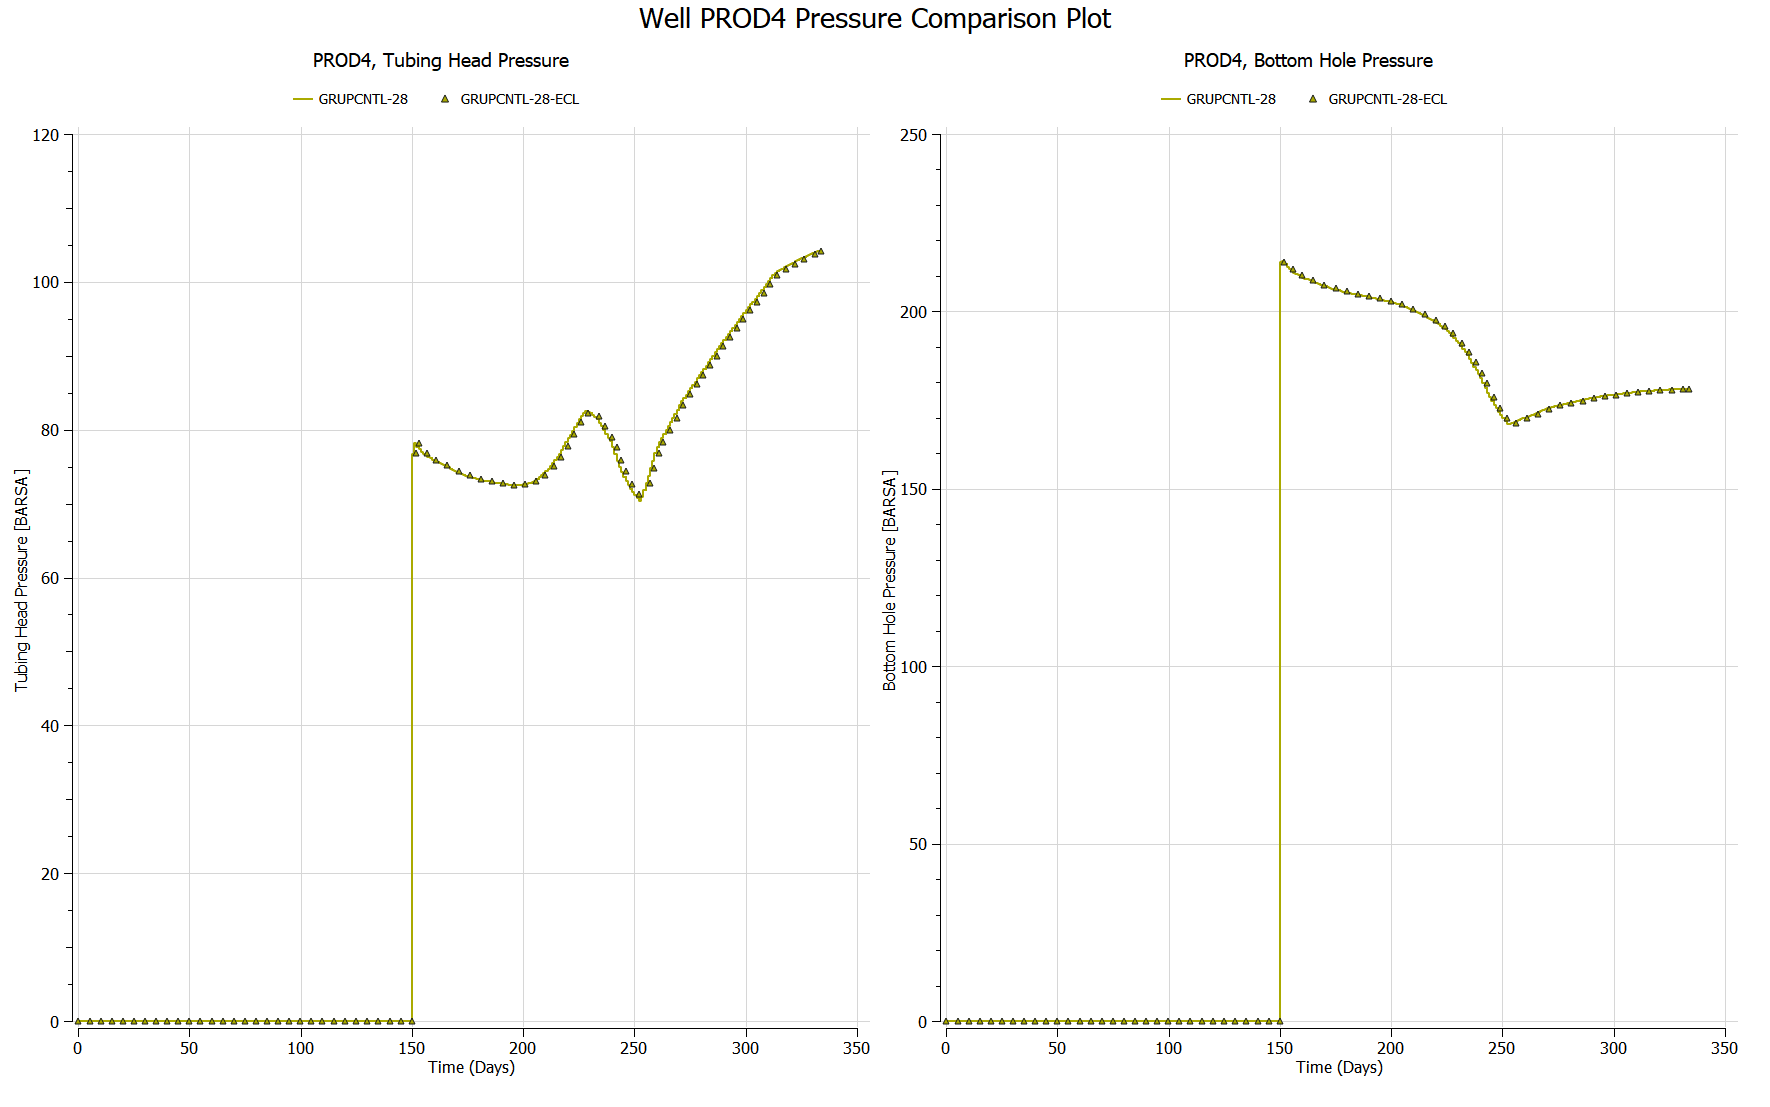 Well PROD4 Pressure Comparison Plot
PROD4, Tubing Head Pressure
GRUPCNTL-28
GRUPCNTL-28-ECL
120
100
80
60
40
20
0
Tubing Head Pressure [BARSA]
0 50 100 150 200 250 300 350
Time (Days)
PROD4, Bottom Hole Pressure
GRUPCNTL-28
GRUPCNTL-28-ECL
250
200
150
100
50
0
Bottom Hole Pressure [BARSA]
0 50 100 150 200 250 300 350
Time (Days)